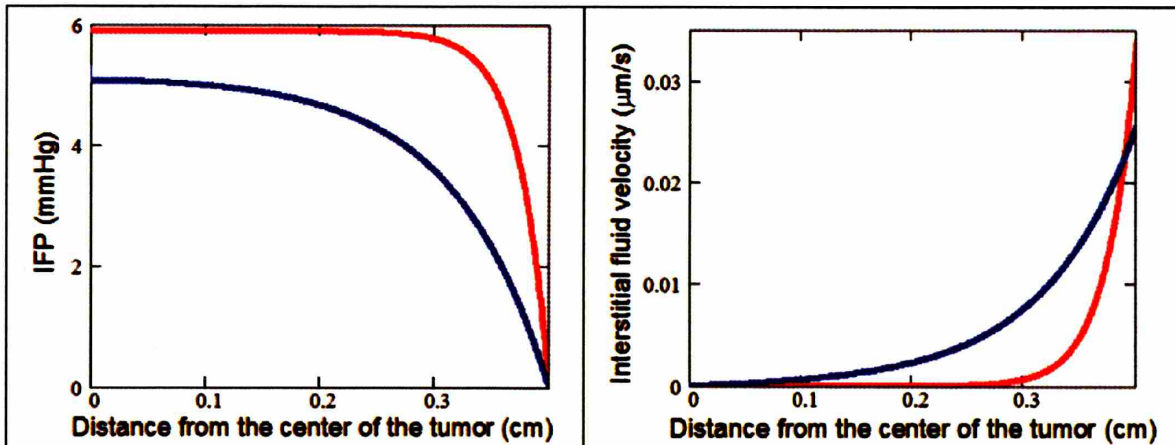 6
4
2
0
IFP (mmHg)
0 0.1 0.2 0.3
Distance from the center of the tumor (cm)
0.03
0.02
0.01
0
Interstitial fluid velocity (μm/s)
0 0.1 0.2 0.3
Distance from the center of the tumor (cm)